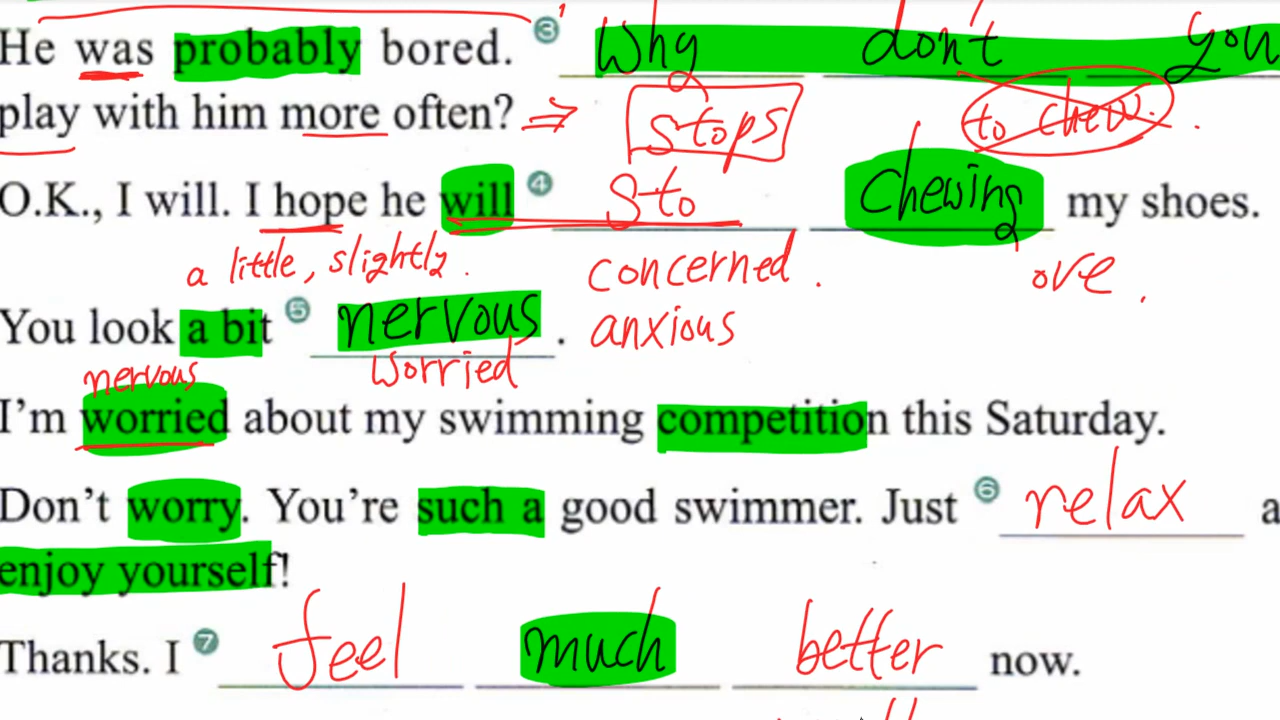 He was probably bored. ③ Why don't you
play with him more often? ⇒ stops to chew.
O.K., I will. I hope he will ④ sto chewing my shoes.
a little, slightly. concerned. ove.
You look a bit ⑤ nervous. anxious
nervous worried
I'm worried about my swimming competition this Saturday.
Don't worry. You're such a good swimmer. Just ⑥ relax a
enjoy yourself!
Thanks. I ⑦ feel much better now.